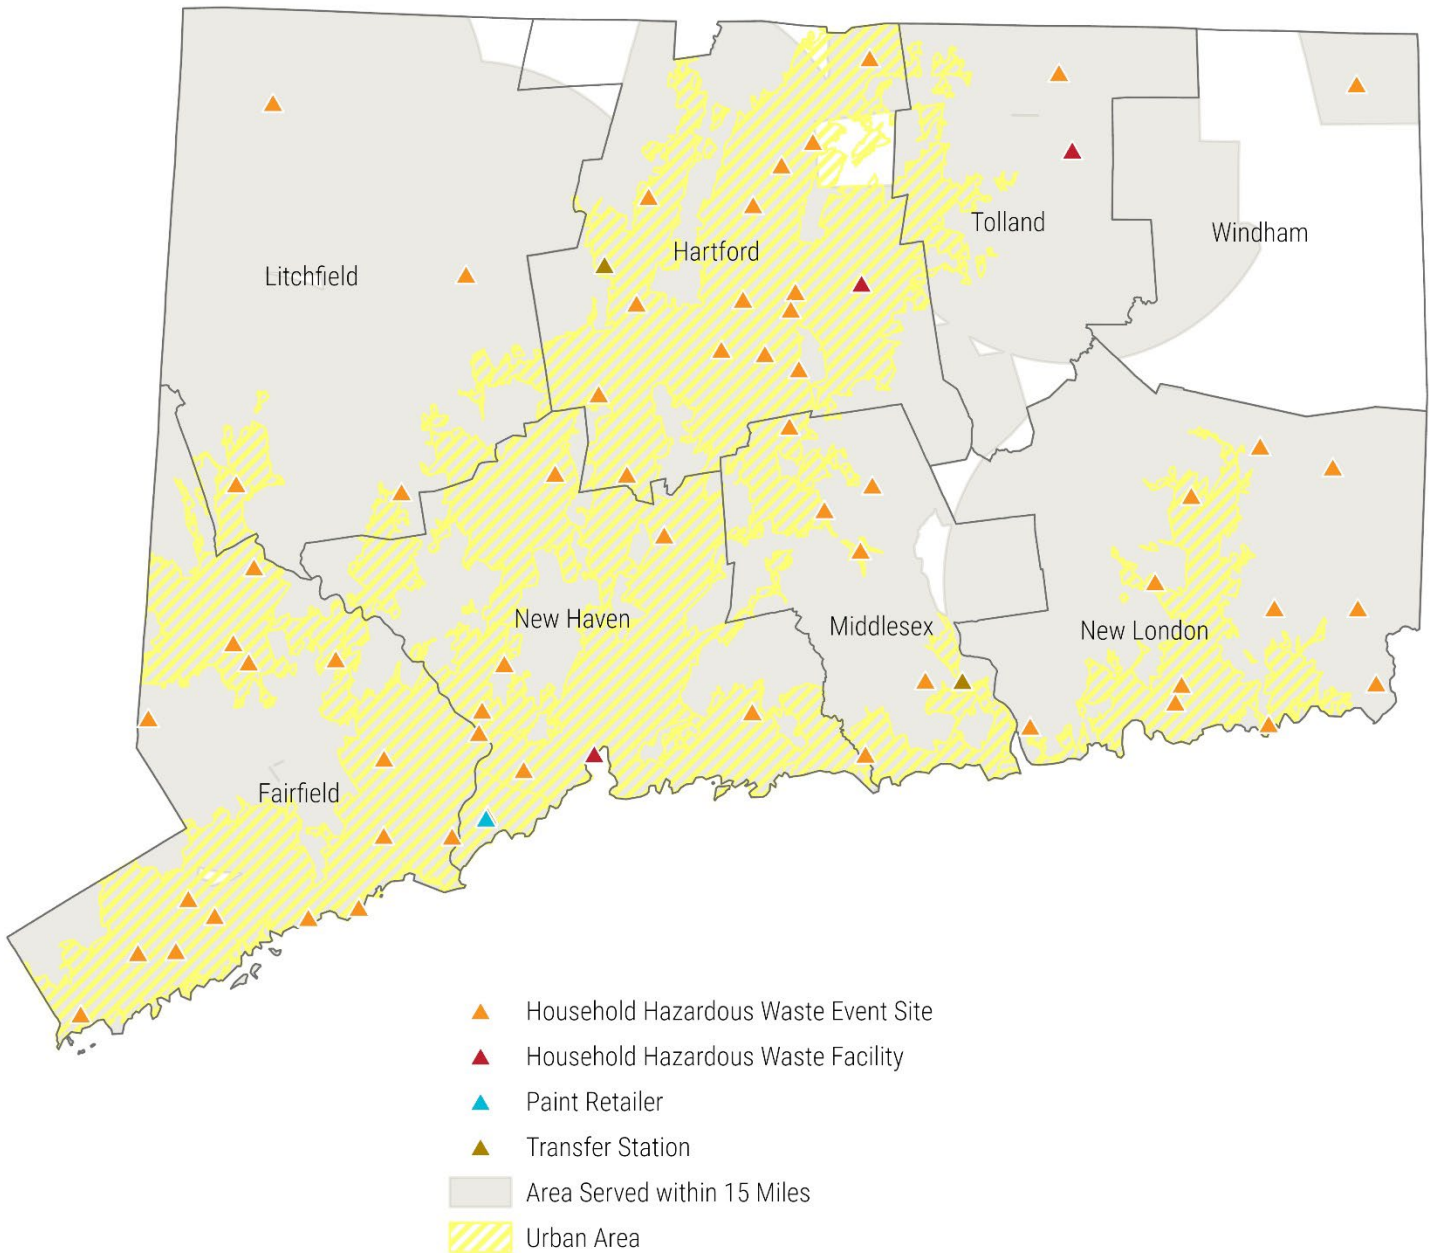 Tolland
Windham
Hartford
Litchfield
New Haven
Middlesex
New London
Fairfield
Household Hazardous Waste Event Site
Household Hazardous Waste Facility
Paint Retailer
Transfer Station
Area Served within 15 Miles
Urban Area